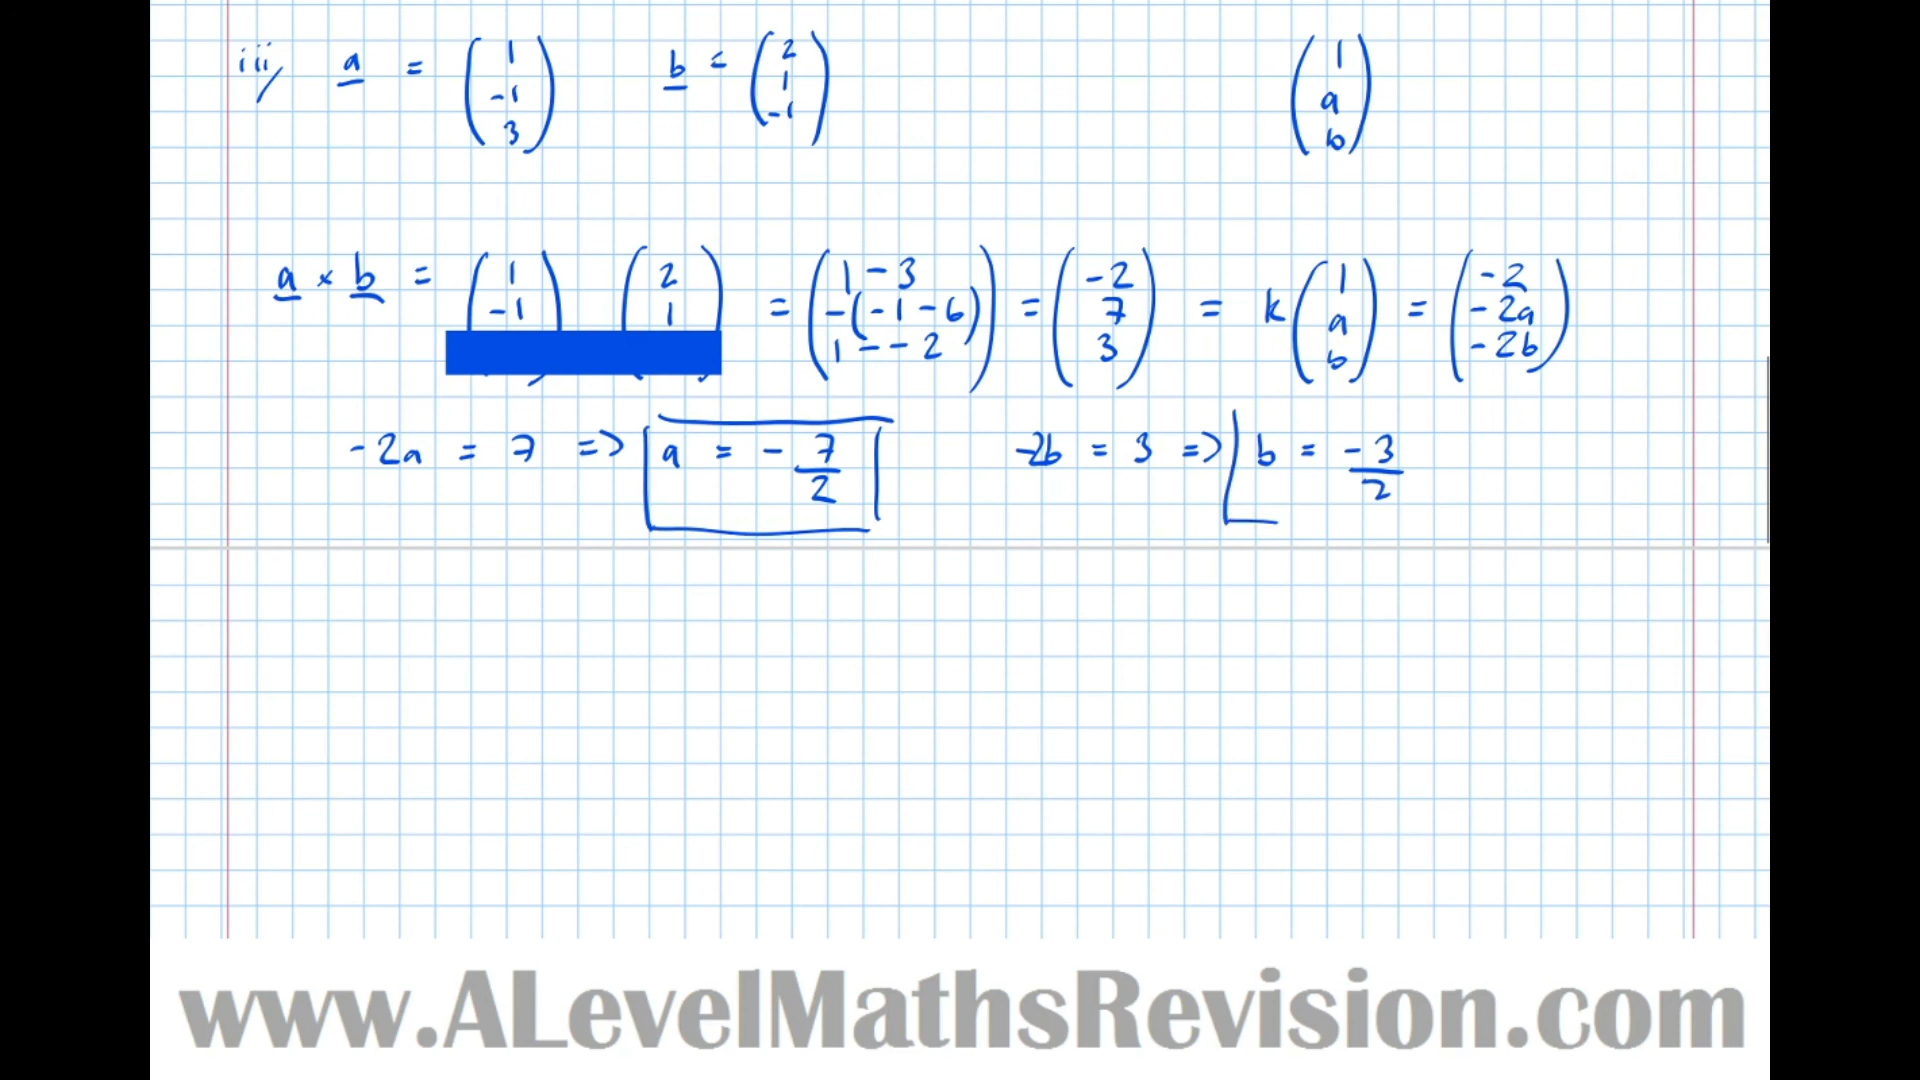 iii/ a = ( 1 -1 3 ) b = ( 2 1 -1 ) ( 1 a b )
a × b = ( 1 -1 ) ( 2 1 ) = ( 1 - 3 -(-1 - 6) 1 - - 2 ) = ( -2 7 3 ) = k ( 1 a b ) = ( -2 -2a -2b )
-2a = 7 => a = - 7/2 -2b = 3 => b = -3/2
www.ALevelMathsRevision.com